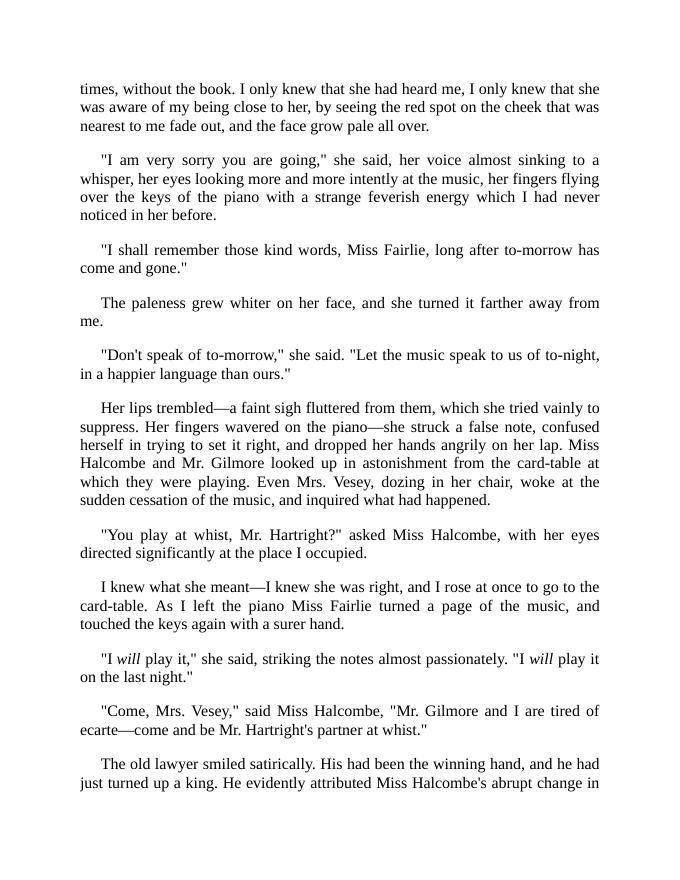 times, without the book. I only knew that she had heard me, I only knew that she
was aware of my being close to her, by seeing the red spot on the cheek that was
nearest to me fade out, and the face grow pale all over.
"I am very sorry you are going," she said, her voice almost sinking to a
whisper, her eyes looking more and more intently at the music, her fingers flying
over the keys of the piano with a strange feverish energy which I had never
noticed in her before.
"I shall remember those kind words, Miss Fairlie, long after to-morrow has
come and gone."
The paleness grew whiter on her face, and she turned it farther away from
me.
"Don't speak of to-morrow," she said. "Let the music speak to us of to-night,
in a happier language than ours."
Her lips trembled—a faint sigh fluttered from them, which she tried vainly to
suppress. Her fingers wavered on the piano—she struck a false note, confused
herself in trying to set it right, and dropped her hands angrily on her lap. Miss
Halcombe and Mr. Gilmore looked up in astonishment from the card-table at
which they were playing. Even Mrs. Vesey, dozing in her chair, woke at the
sudden cessation of the music, and inquired what had happened.
"You play at whist, Mr. Hartright?" asked Miss Halcombe, with her eyes
directed significantly at the place I occupied.
I knew what she meant—I knew she was right, and I rose at once to go to the
card-table. As I left the piano Miss Fairlie turned a page of the music, and
touched the keys again with a surer hand.
"I will play it," she said, striking the notes almost passionately. "I will play it
on the last night."
"Come, Mrs. Vesey," said Miss Halcombe, "Mr. Gilmore and I are tired of
ecarte—come and be Mr. Hartright's partner at whist."
The old lawyer smiled satirically. His had been the winning hand, and he had
just turned up a king. He evidently attributed Miss Halcombe's abrupt change in